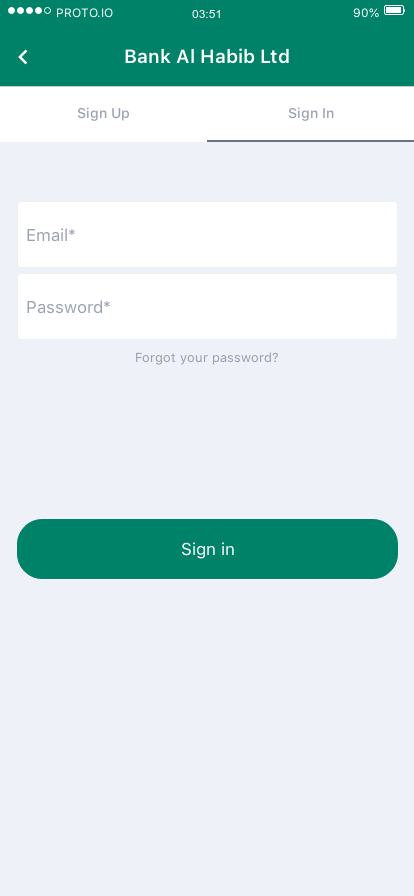 PROTO.IO 03:51 90%
Bank Al Habib Ltd
Sign Up Sign In
Email*
Password*
Forgot your password?
Sign in